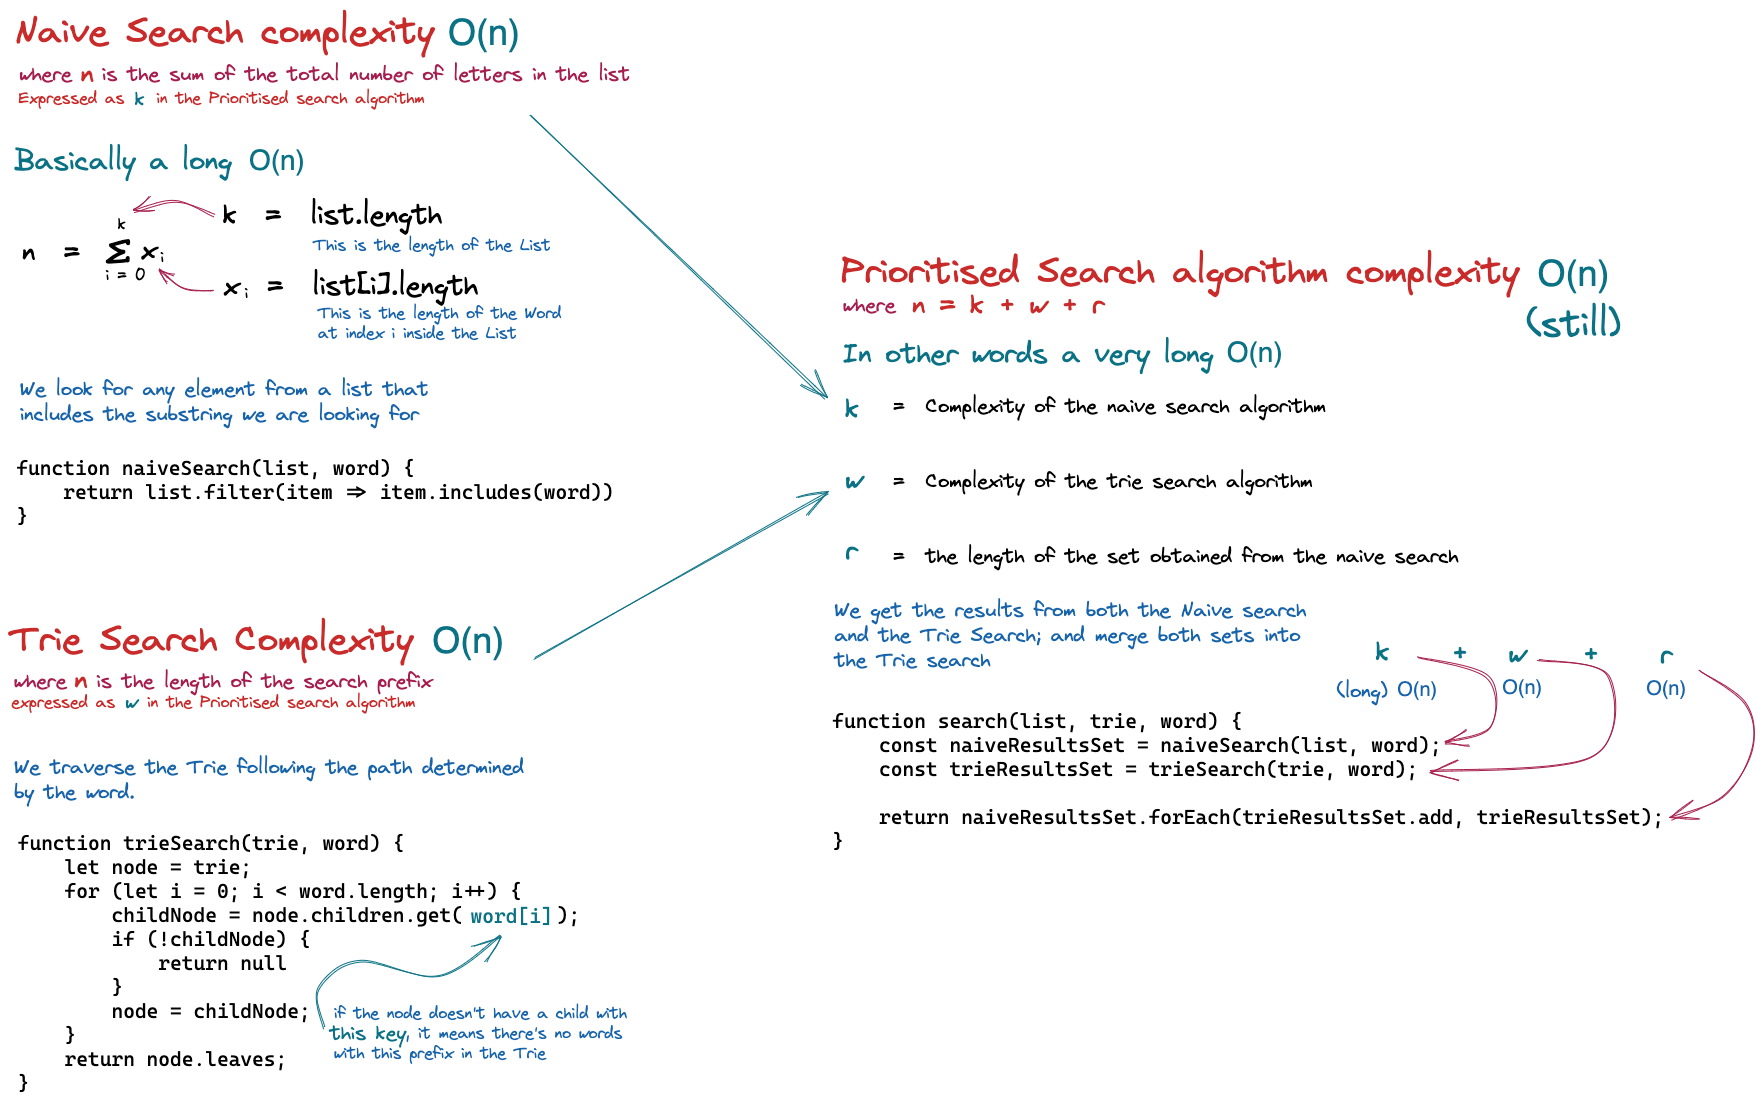 Naive Search complexity O(n)
where n is the sum of the total number of letters in the list
Expressed as k in the Prioritised search algorithm
Basically a long O(n)
k = list.length
This is the length of the List
k
n = Σ xi
i = 0
xi = list[i].length
This is the length of the Word
at index i inside the List
We look for any element from a list that
includes the substring we are looking for
function naiveSearch(list, word) {
    return list.filter(item => item.includes(word))
}
Trie Search Complexity O(n)
where n is the length of the search prefix
expressed as w in the Prioritised search algorithm
We traverse the Trie following the path determined
by the word.
function trieSearch(trie, word) {
    let node = trie;
    for (let i = 0; i < word.length; i++) {
        childNode = node.children.get( word[i] );
        if (!childNode) {
            return null
        }
        node = childNode;
    }
    return node.leaves;
}
if the node doesn't have a child with
this key, it means there's no words
with this prefix in the Trie
Prioritised Search algorithm complexity O(n)
(still)
where n = k + w + r
In other words a very long O(n)
k = Complexity of the naive search algorithm
w = Complexity of the trie search algorithm
r = the length of the set obtained from the naive search
We get the results from both the Naive search
and the Trie Search; and merge both sets into
the Trie search
k + w + r
(long) O(n) O(n) O(n)
function search(list, trie, word) {
    const naiveResultsSet = naiveSearch(list, word);
    const trieResultsSet = trieSearch(trie, word);
    return naiveResultsSet.forEach(trieResultsSet.add, trieResultsSet);
}